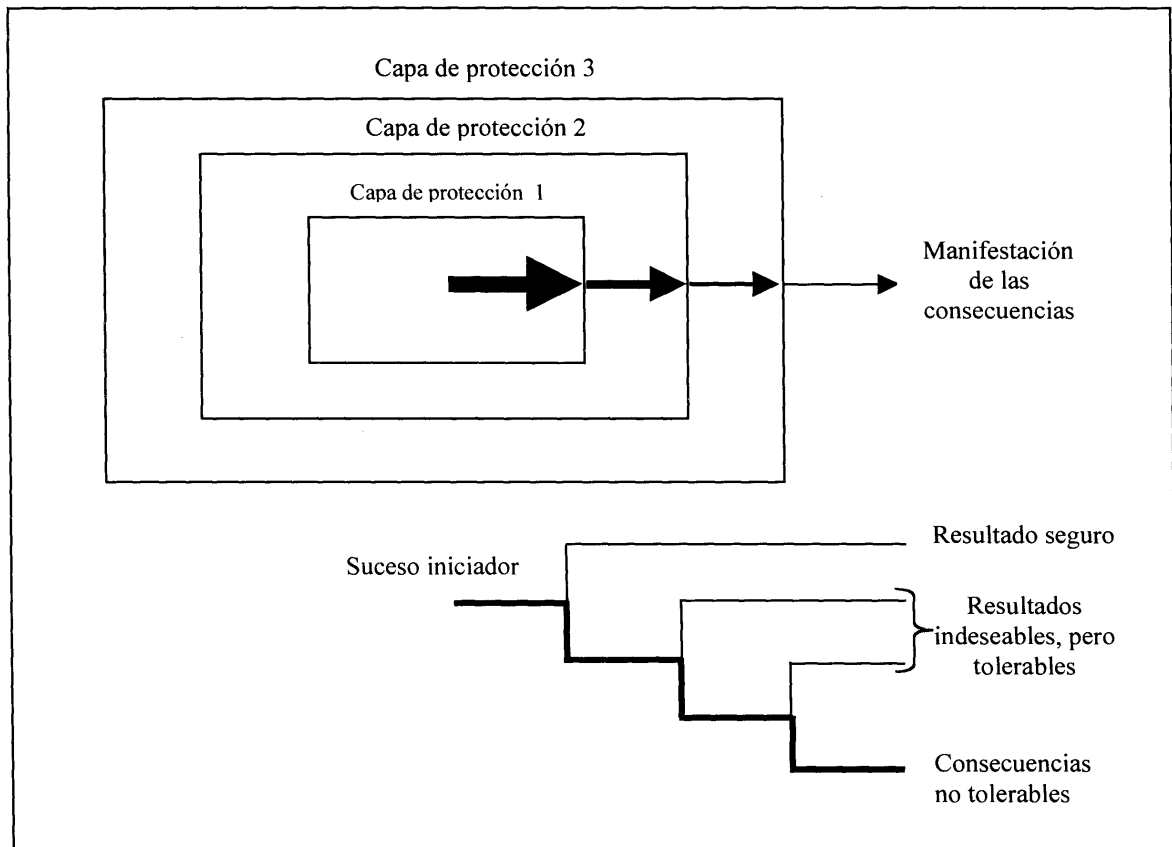 Capa de protección 3
Capa de protección 2
Capa de protección 1
Manifestación
de las
consecuencias
Resultado seguro
Suceso iniciador
Resultados
indeseables, pero
tolerables
Consecuencias
no tolerables